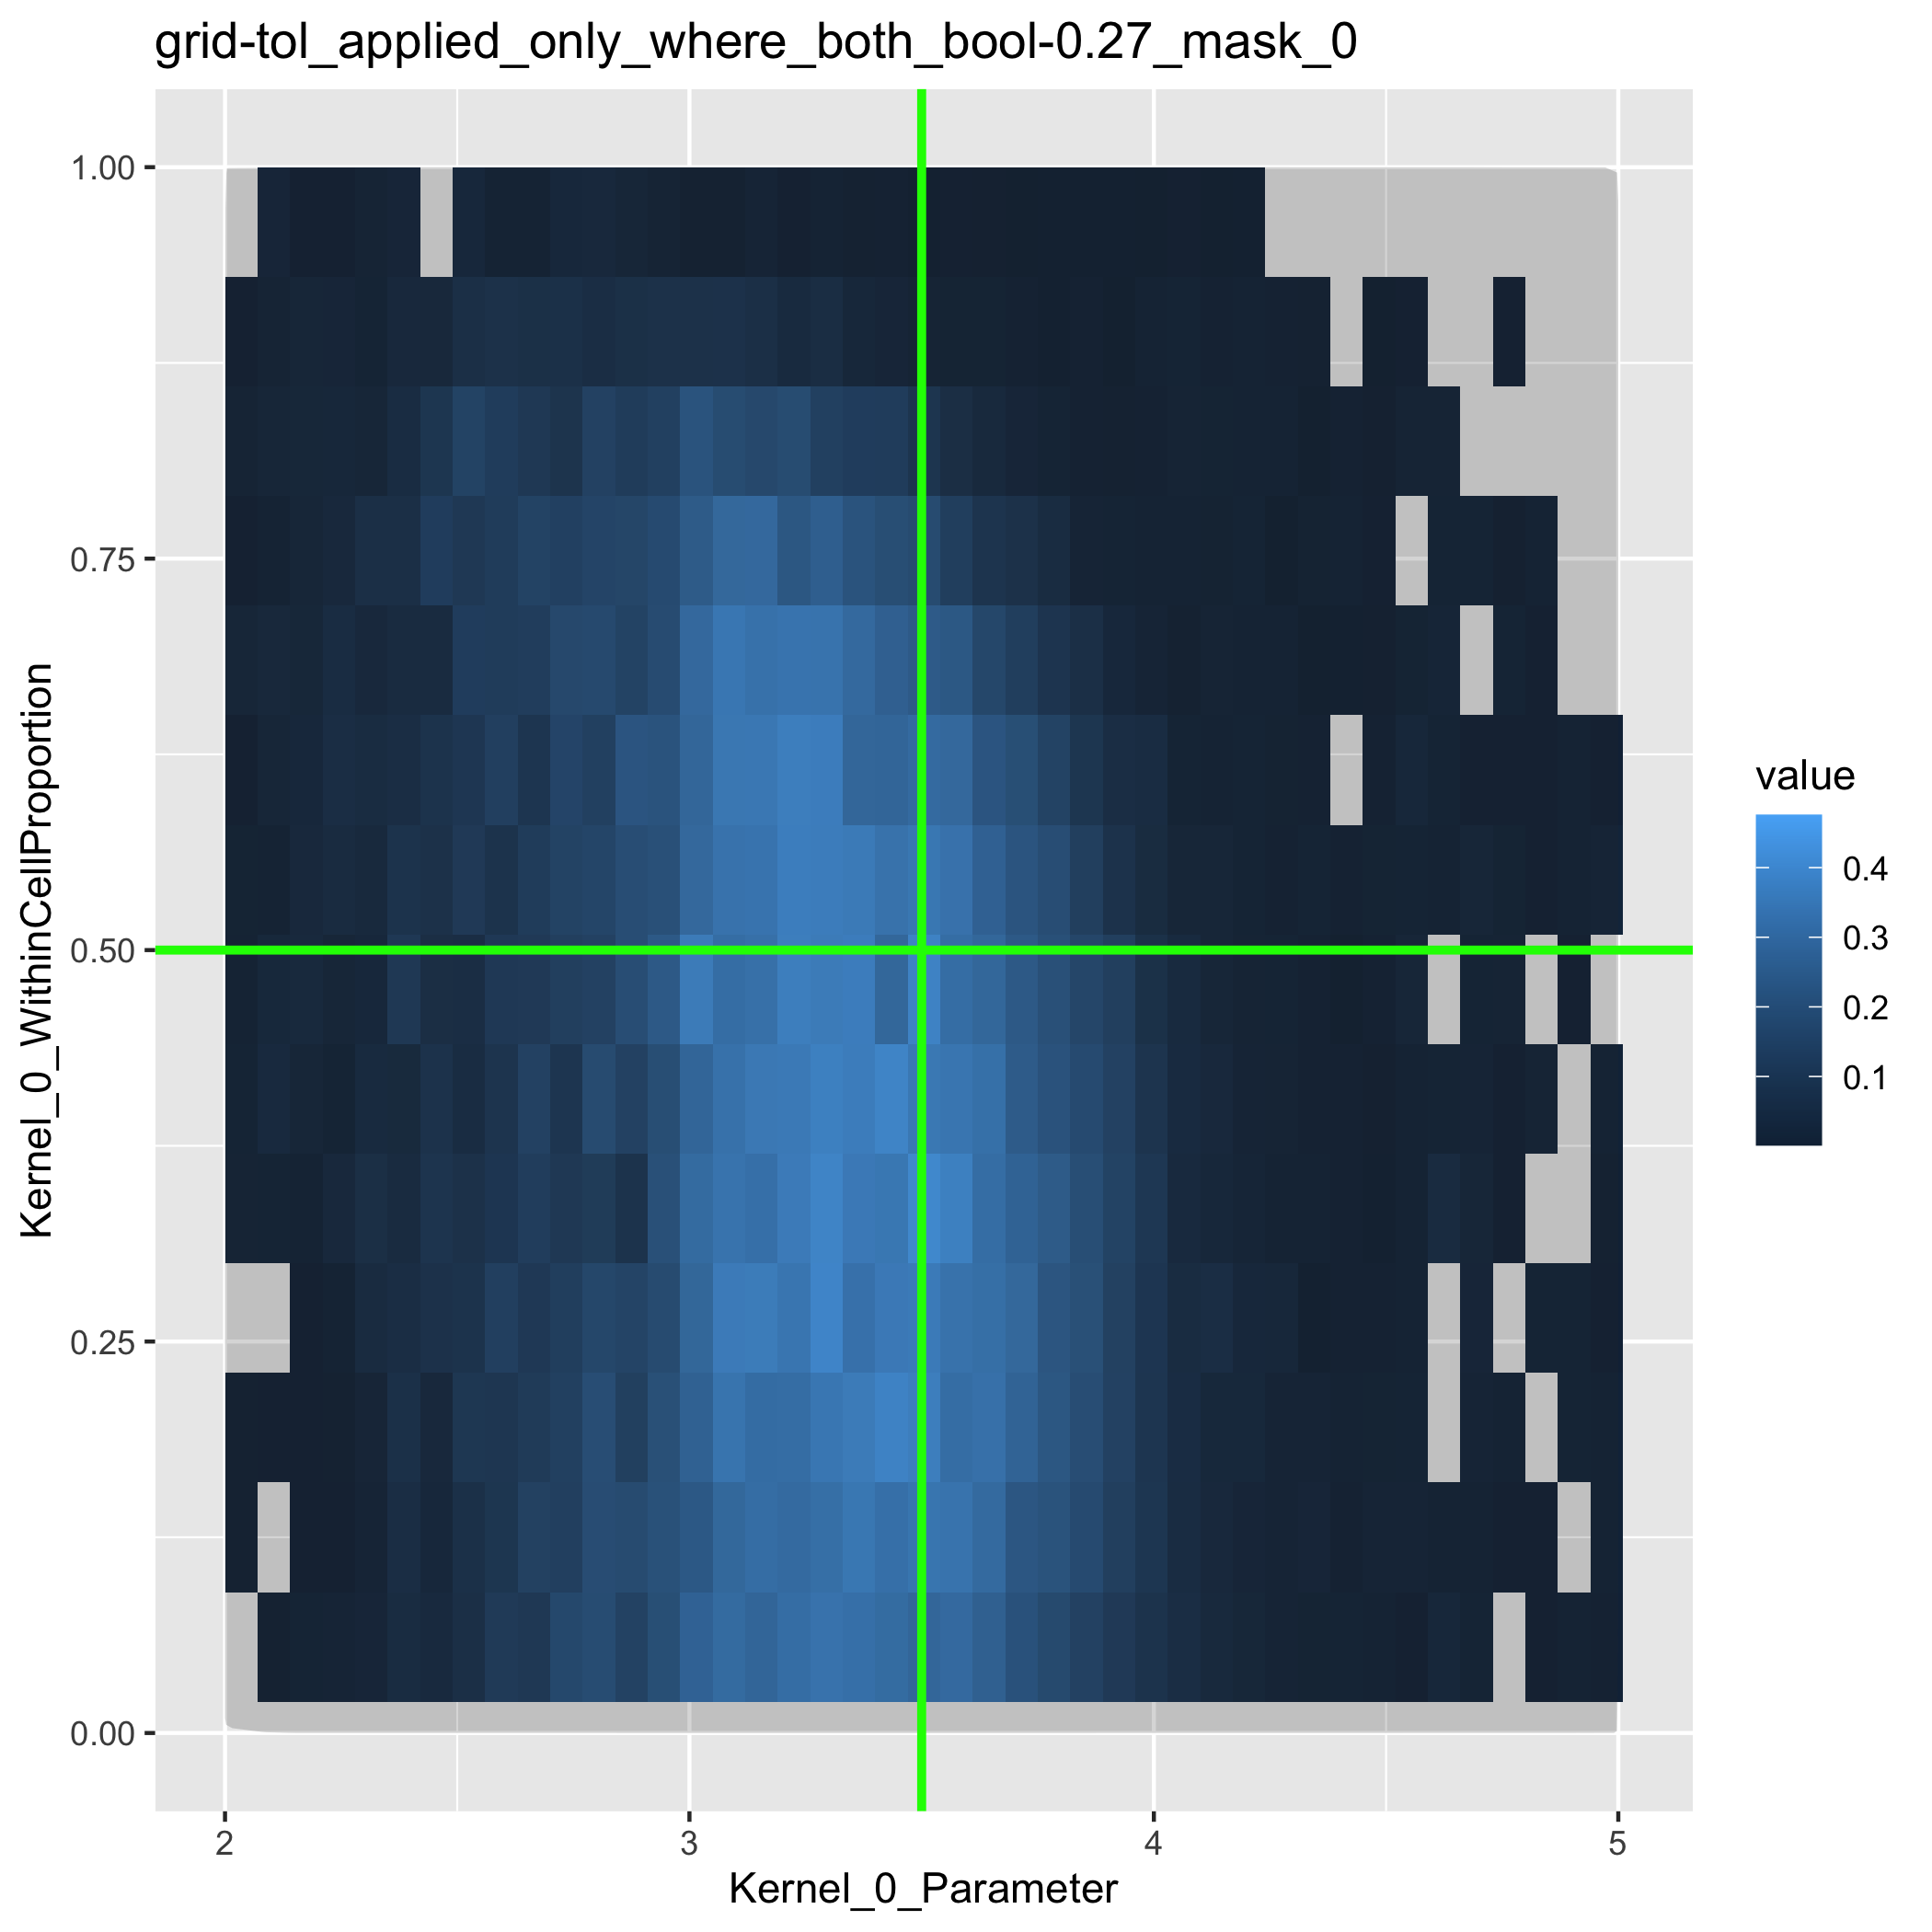 grid-tol_applied_only_where_both_bool-0.27_mask_0
Kernel_0_WithinCellProportion
1.00
0.75
0.50
0.25
0.00
2 3 4 5
Kernel_0_Parameter
value
0.4
0.3
0.2
0.1